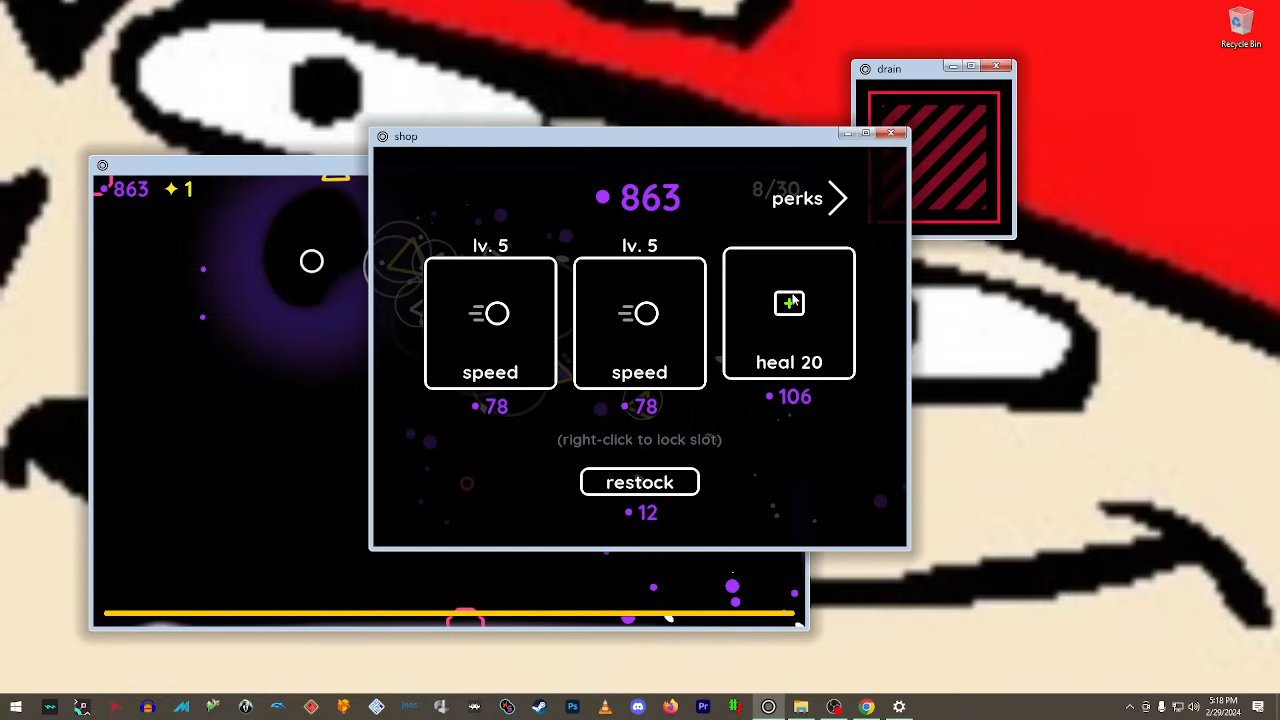 Recycle Bin
drain
shop
863
1
863
8/30
perks
lv. 5
lv. 5
speed
speed
heal 20
78
78
106
(right-click to lock slot)
restock
12
5:18 PM
2/29/2024